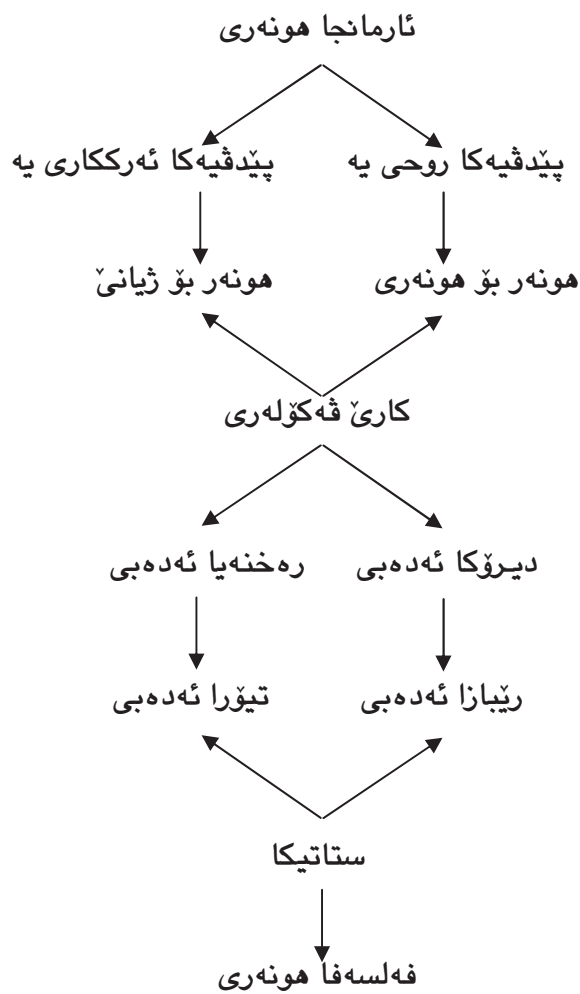 ئارمانجا هونەری
پێدڤیەکا روحی یە
پێدڤیەکا ئەرککاری یە
هونەر بۆ هونەری
هونەر بۆ ژیانێ
کارێ ڤەکۆلەری
دیـرۆکا ئەدەبی
رەخنەیا ئەدەبی
رێبازا ئەدەبی
تیۆرا ئەدەبی
ستاتیکا
فەلسەفا هونەری